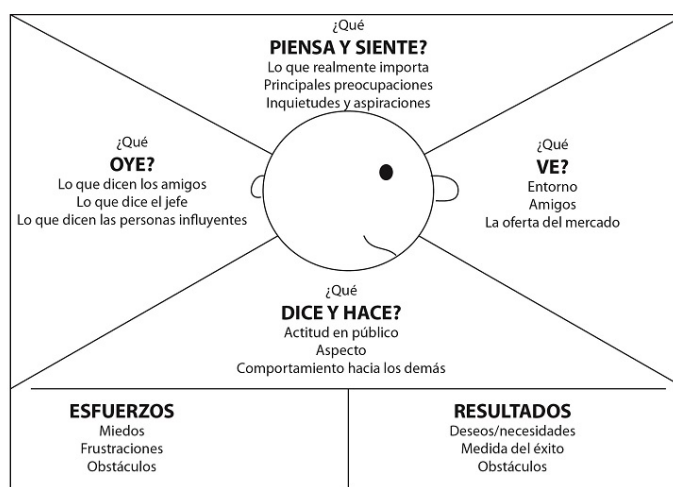 ¿Qué
PIENSA Y SIENTE?
Lo que realmente importa
Principales preocupaciones
Inquietudes y aspiraciones
¿Qué
OYE?
Lo que dicen los amigos
Lo que dice el jefe
Lo que dicen las personas influyentes
¿Qué
VE?
Entorno
Amigos
La oferta del mercado
¿Qué
DICE Y HACE?
Actitud en público
Aspecto
Comportamiento hacia los demás
ESFUERZOS
Miedos
Frustraciones
Obstáculos
RESULTADOS
Deseos/necesidades
Medida del éxito
Obstáculos